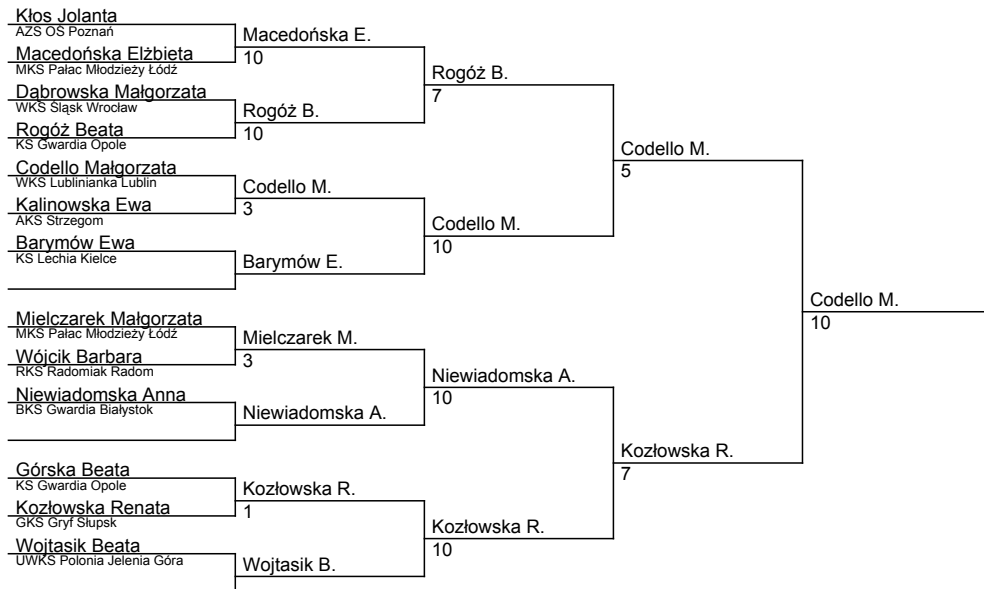 Kłos Jolanta
AZS OŚ Poznań
Macedońska E.
10
Macedońska Elżbieta
MKS Pałac Młodzieży Łódź
Rogóż B.
7
Dąbrowska Małgorzata
WKS Śląsk Wrocław
Rogóż B.
10
Rogóż Beata
KS Gwardia Opole
Codello M.
5
Codello Małgorzata
WKS Lublinianka Lublin
Codello M.
3
Kalinowska Ewa
AKS Strzegom
Codello M.
10
Barymów Ewa
KS Lechia Kielce
Barymów E.
Codello M.
10
Mielczarek Małgorzata
MKS Pałac Młodzieży Łódź
Mielczarek M.
3
Wójcik Barbara
RKS Radomiak Radom
Niewiadomska A.
10
Niewiadomska Anna
BKS Gwardia Białystok
Niewiadomska A.
Kozłowska R.
7
Górska Beata
KS Gwardia Opole
Kozłowska R.
1
Kozłowska Renata
GKS Gryf Słupsk
Kozłowska R.
10
Wojtasik Beata
UWKS Polonia Jelenia Góra
Wojtasik B.